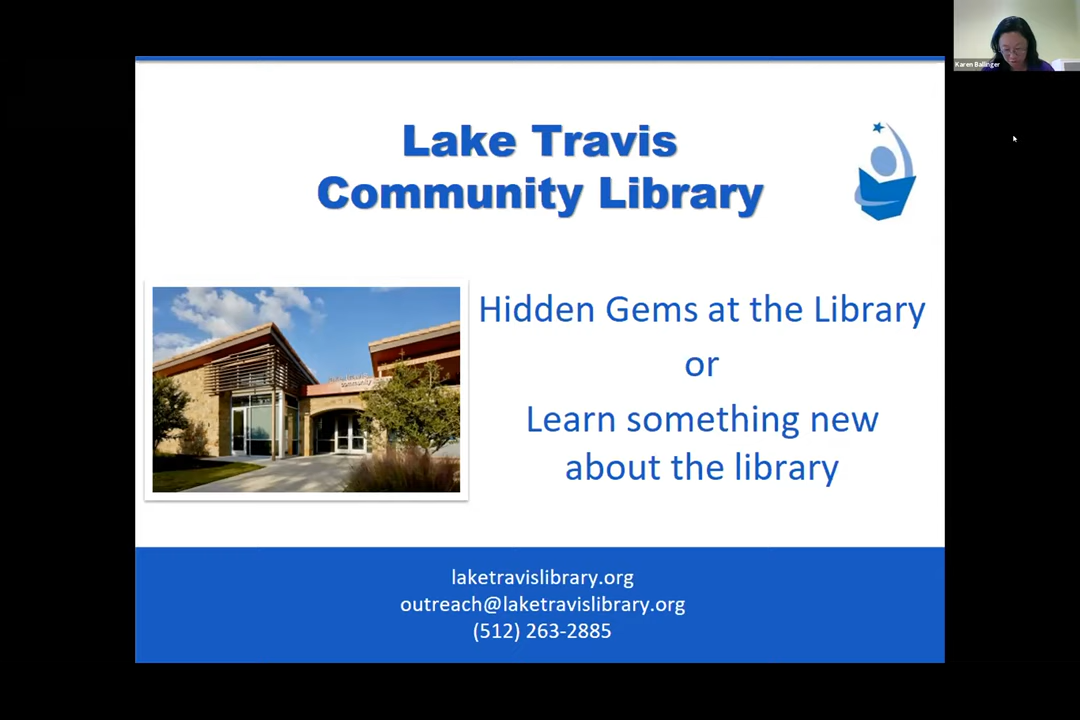 Karen Ballinger
Lake Travis
Community Library
Hidden Gems at the Library
or
Learn something new
about the library
laketravislibrary.org
outreach@laketravislibrary.org
(512) 263-2885